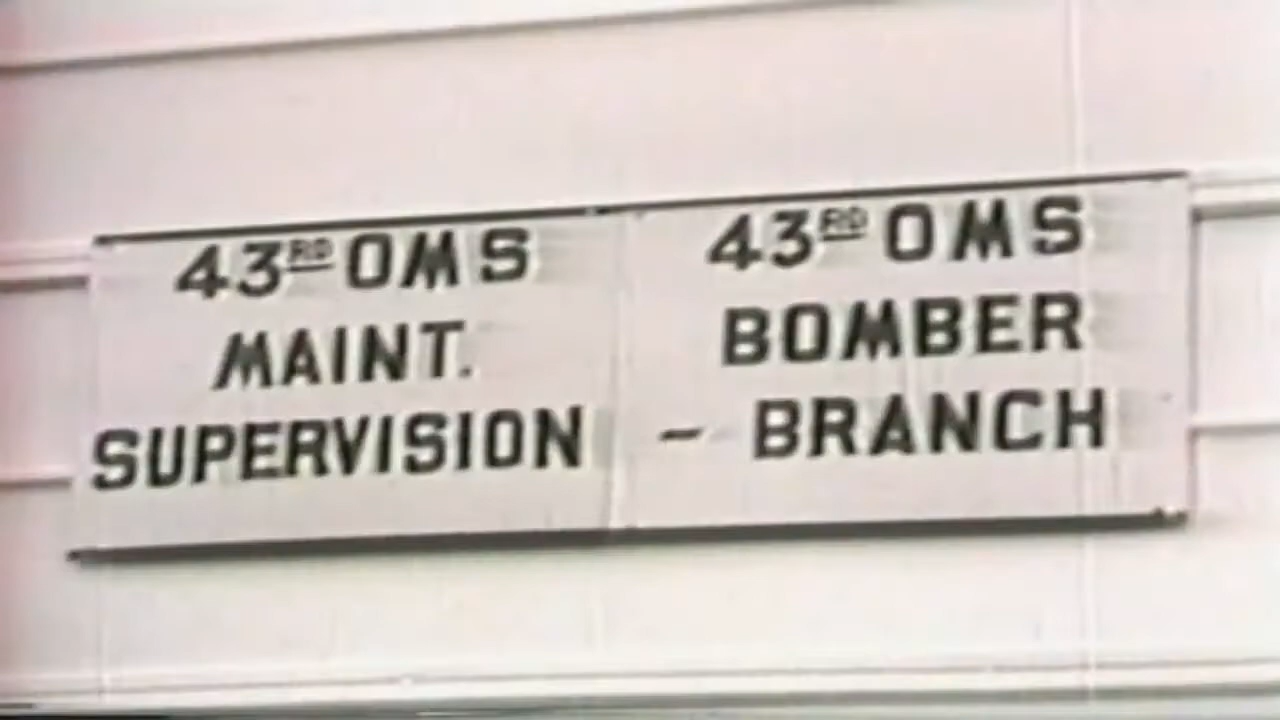 43RD OMS
MAINT.
SUPERVISION
43RD OMS
BOMBER
- BRANCH